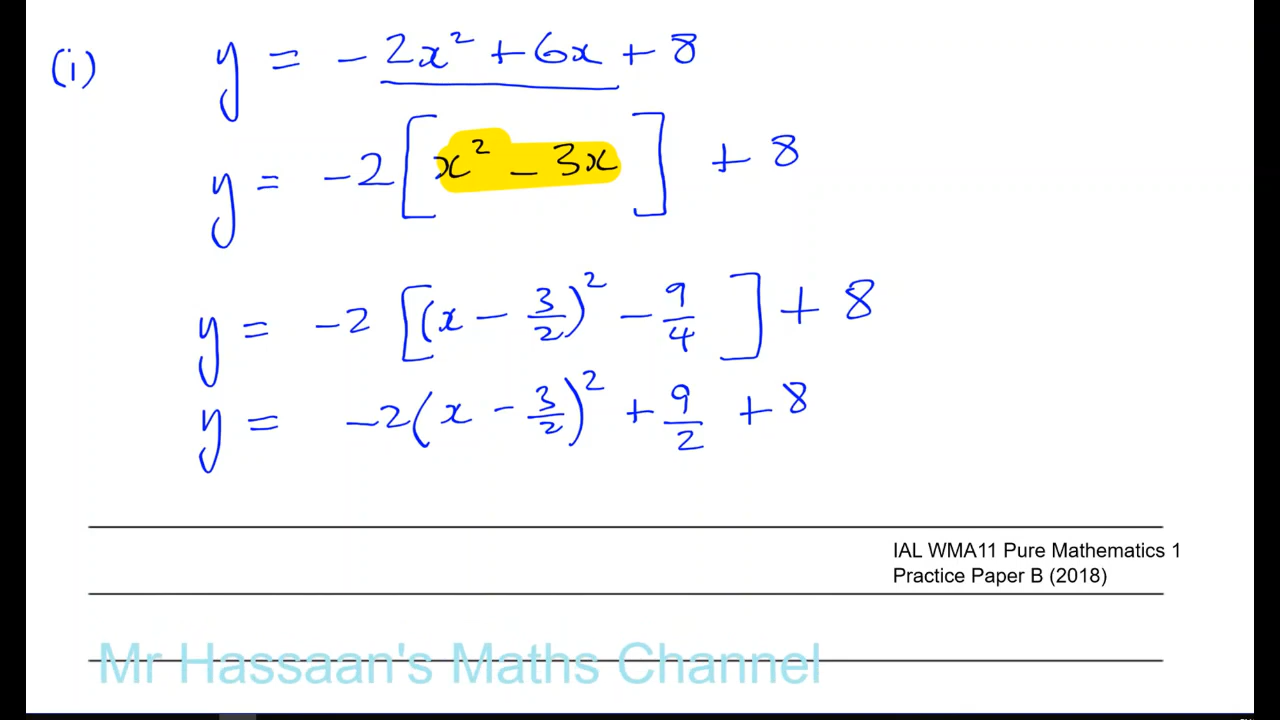 (i) y = -2x² + 6x + 8
y = -2[x² - 3x] + 8
y = -2[(x - 3/2)² - 9/4] + 8
y = -2(x - 3/2)² + 9/2 + 8
IAL WMA11 Pure Mathematics 1
Practice Paper B (2018)
Mr Hassaan's Maths Channel